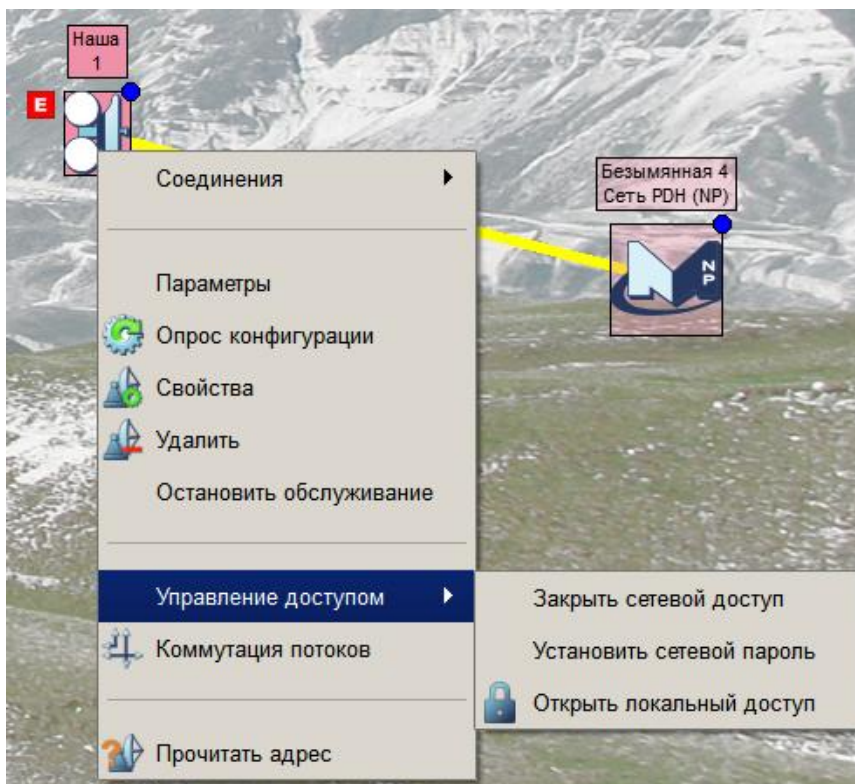 Наша
1
E
Безымянная 4
Сеть PDH (NP)
N
P
Соединения
Параметры
Опрос конфигурации
Свойства
Удалить
Остановить обслуживание
Управление доступом
Закрыть сетевой доступ
Установить сетевой пароль
Открыть локальный доступ
Коммутация потоков
Прочитать адрес